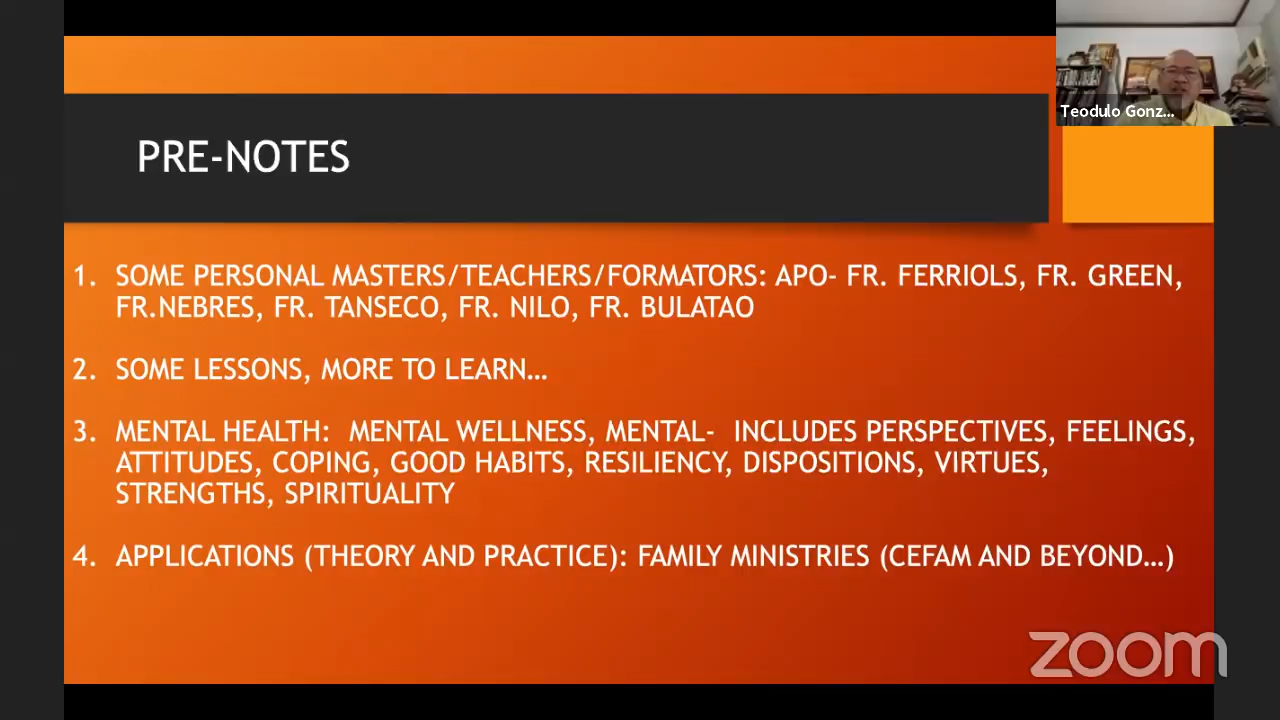 Teodulo Gonz...
PRE-NOTES
1. SOME PERSONAL MASTERS/TEACHERS/FORMATORS: APO- FR. FERRIOLS, FR. GREEN,
FR.NEBRES, FR. TANSECO, FR. NILO, FR. BULATAO
2. SOME LESSONS, MORE TO LEARN...
3. MENTAL HEALTH: MENTAL WELLNESS, MENTAL- INCLUDES PERSPECTIVES, FEELINGS,
ATTITUDES, COPING, GOOD HABITS, RESILIENCY, DISPOSITIONS, VIRTUES,
STRENGTHS, SPIRITUALITY
4. APPLICATIONS (THEORY AND PRACTICE): FAMILY MINISTRIES (CEFAM AND BEYOND...)
zoom